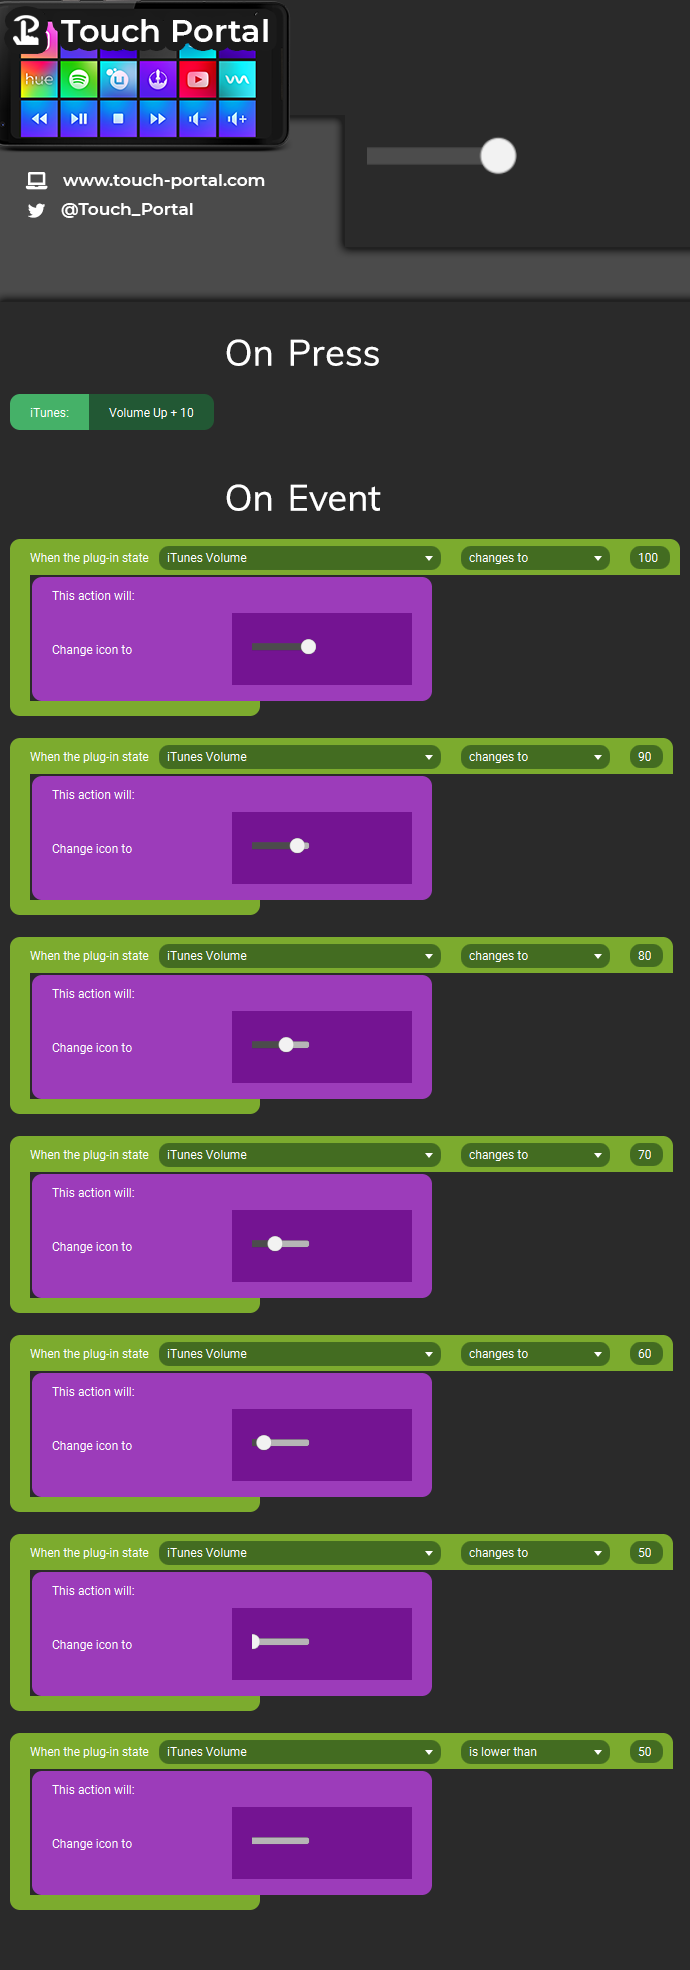 Touch Portal
hue
www.touch-portal.com
@Touch_Portal
On Press
iTunes: Volume Up + 10
On Event
When the plug-in state iTunes Volume changes to 100
This action will:
Change icon to
When the plug-in state iTunes Volume changes to 90
This action will:
Change icon to
When the plug-in state iTunes Volume changes to 80
This action will:
Change icon to
When the plug-in state iTunes Volume changes to 70
This action will:
Change icon to
When the plug-in state iTunes Volume changes to 60
This action will:
Change icon to
When the plug-in state iTunes Volume changes to 50
This action will:
Change icon to
When the plug-in state iTunes Volume is lower than 50
This action will:
Change icon to